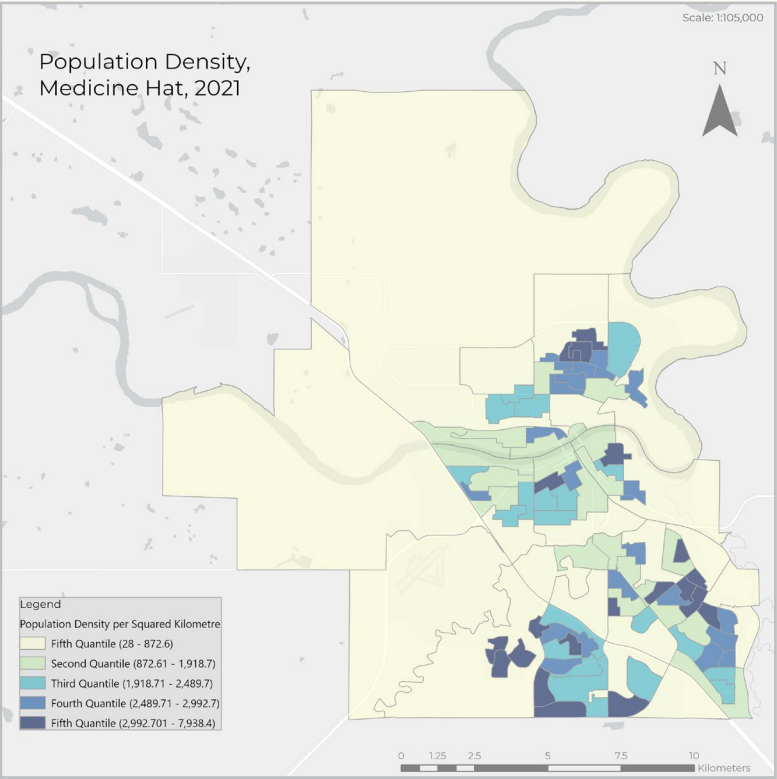 Scale: 1:105,000
Population Density,
Medicine Hat, 2021
N
Legend
Population Density per Squared Kilometre
Fifth Quantile (28 - 872.6)
Second Quantile (872.61 - 1,918.7)
Third Quantile (1,918.71 - 2,489.7)
Fourth Quantile (2,489.71 - 2,992.7)
Fifth Quantile (2,992.701 - 7,938.4)
0 1.25 2.5 5 7.5 10
Kilometers